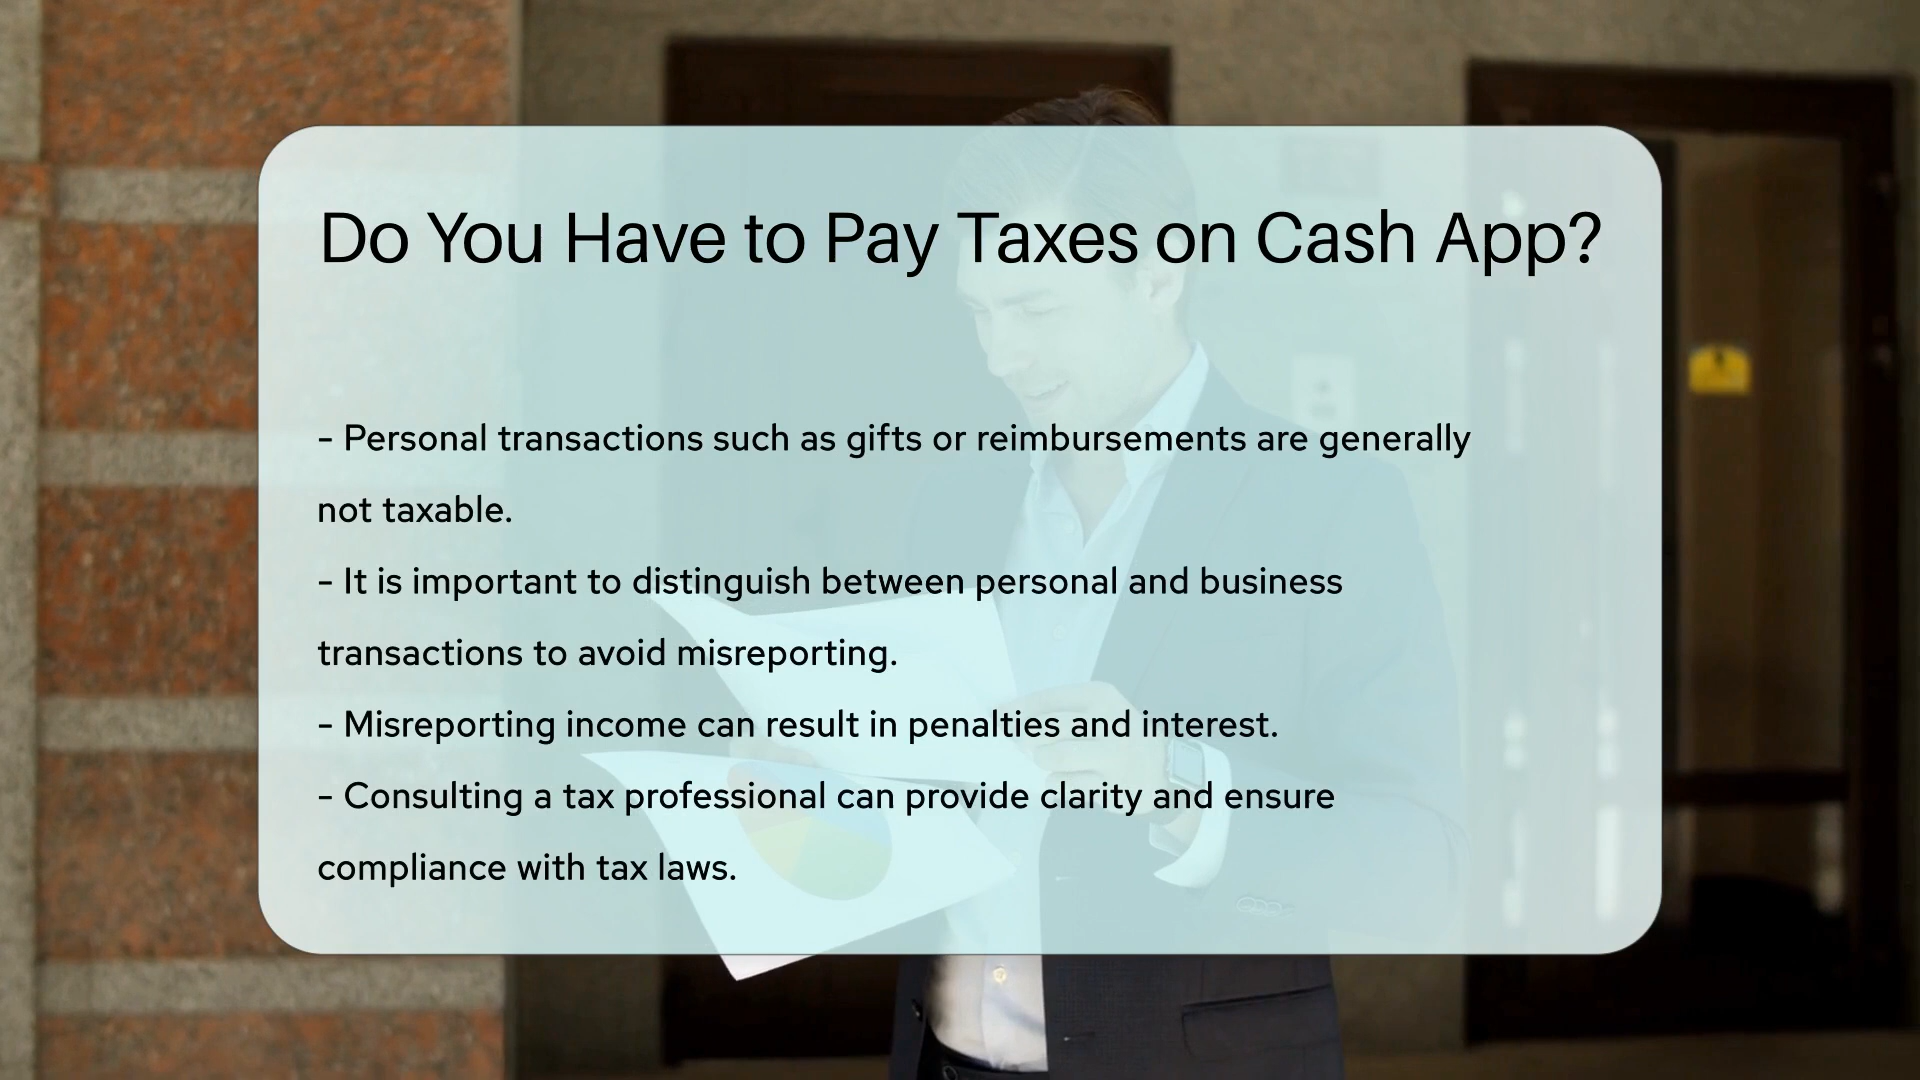 Do You Have to Pay Taxes on Cash App?
- Personal transactions such as gifts or reimbursements are generally
not taxable.
- It is important to distinguish between personal and business
transactions to avoid misreporting.
- Misreporting income can result in penalties and interest.
- Consulting a tax professional can provide clarity and ensure
compliance with tax laws.